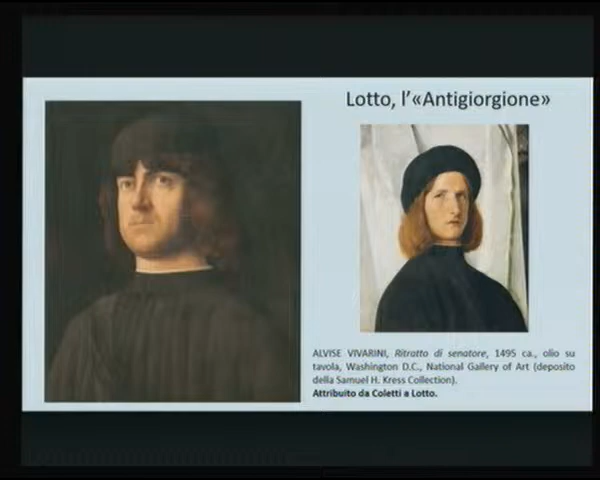 Lotto, l'«Antigiorgione»
ALVISE VIVARINI, Ritratto di senatore, 1495 ca., olio su
tavola, Washington D.C., National Gallery of Art (deposito
della Samuel H. Kress Collection).
Attribuito da Coletti a Lotto.